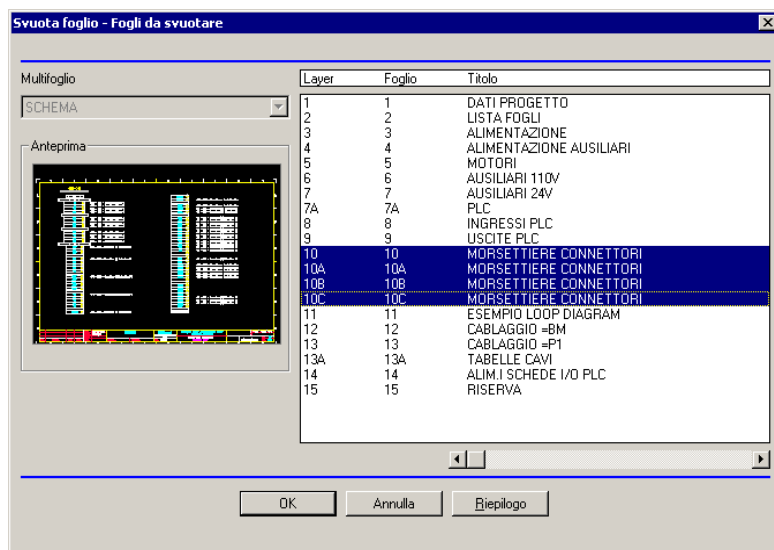 Svuota foglio - Fogli da svuotare
Multifoglio
SCHEMA
Anteprima
Layer Foglio Titolo
1 1 DATI PROGETTO
2 2 LISTA FOGLI
3 3 ALIMENTAZIONE
4 4 ALIMENTAZIONE AUSILIARI
5 5 MOTORI
6 6 AUSILIARI 110V
7 7 AUSILIARI 24V
7A 7A PLC
8 8 INGRESSI PLC
9 9 USCITE PLC
10 10 MORSETTIERE CONNETTORI
10A 10A MORSETTIERE CONNETTORI
10B 10B MORSETTIERE CONNETTORI
10C 10C MORSETTIERE CONNETTORI
11 11 ESEMPIO LOOP DIAGRAM
12 12 CABLAGGIO =BM
13 13 CABLAGGIO =P1
13A 13A TABELLE CAVI
14 14 ALIM.I SCHEDE I/O PLC
15 15 RISERVA
OK Annulla Riepilogo